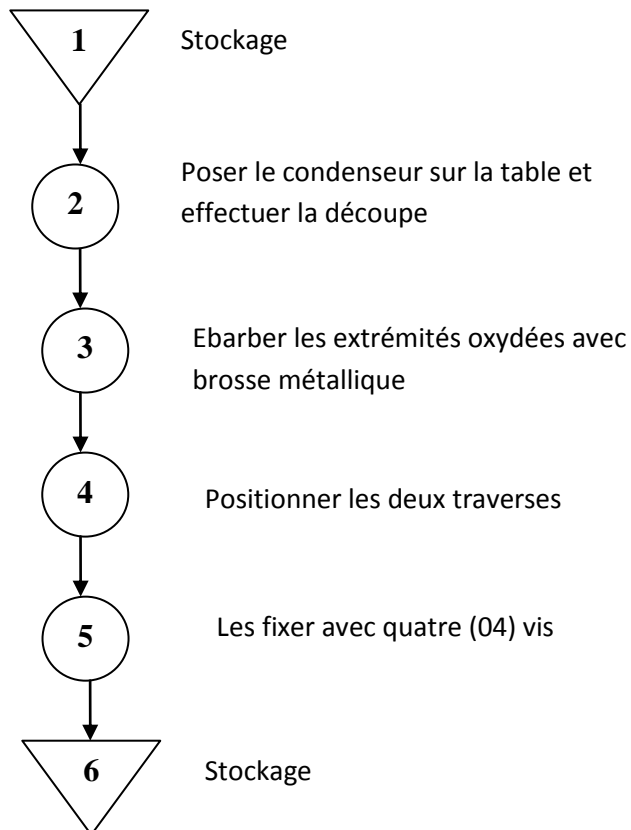 1
Stockage
2
Poser le condenseur sur la table et
effectuer la découpe
3
Ebarber les extrémités oxydées avec
brosse métallique
4
Positionner les deux traverses
5
Les fixer avec quatre (04) vis
6
Stockage